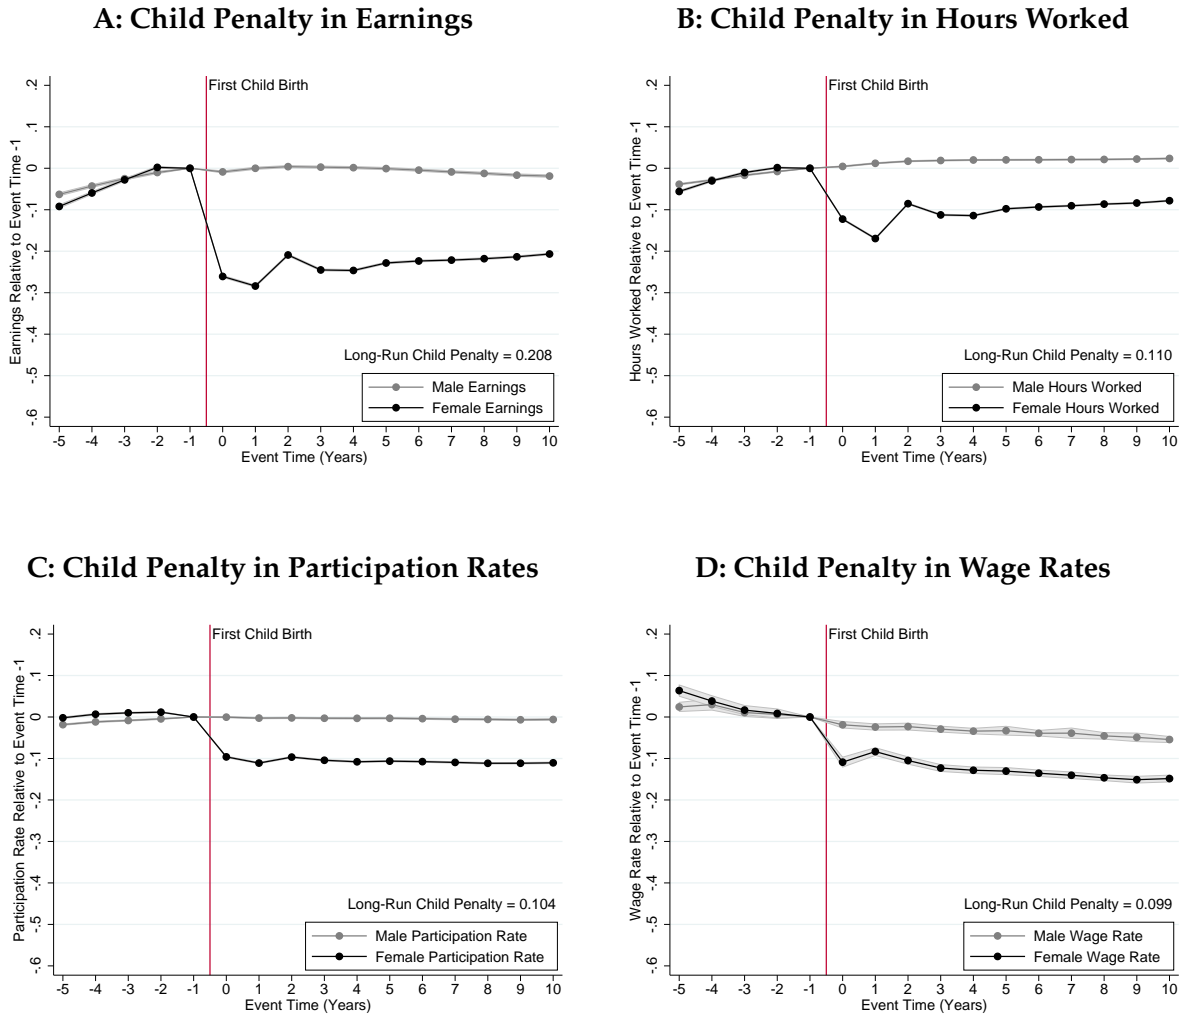 A: Child Penalty in Earnings
Earnings Relative to Event Time -1
.2
.1
0
-.1
-.2
-.3
-.4
-.5
-.6
First Child Birth
Long-Run Child Penalty = 0.208
Male Earnings
Female Earnings
-5 -4 -3 -2 -1 0 1 2 3 4 5 6 7 8 9 10
Event Time (Years)
B: Child Penalty in Hours Worked
Hours Worked Relative to Event Time -1
.2
.1
0
-.1
-.2
-.3
-.4
-.5
-.6
First Child Birth
Long-Run Child Penalty = 0.110
Male Hours Worked
Female Hours Worked
-5 -4 -3 -2 -1 0 1 2 3 4 5 6 7 8 9 10
Event Time (Years)
C: Child Penalty in Participation Rates
Participation Rate Relative to Event Time -1
.2
.1
0
-.1
-.2
-.3
-.4
-.5
-.6
First Child Birth
Long-Run Child Penalty = 0.104
Male Participation Rate
Female Participation Rate
-5 -4 -3 -2 -1 0 1 2 3 4 5 6 7 8 9 10
Event Time (Years)
D: Child Penalty in Wage Rates
Wage Rate Relative to Event Time -1
.2
.1
0
-.1
-.2
-.3
-.4
-.5
-.6
First Child Birth
Long-Run Child Penalty = 0.099
Male Wage Rate
Female Wage Rate
-5 -4 -3 -2 -1 0 1 2 3 4 5 6 7 8 9 10
Event Time (Years)